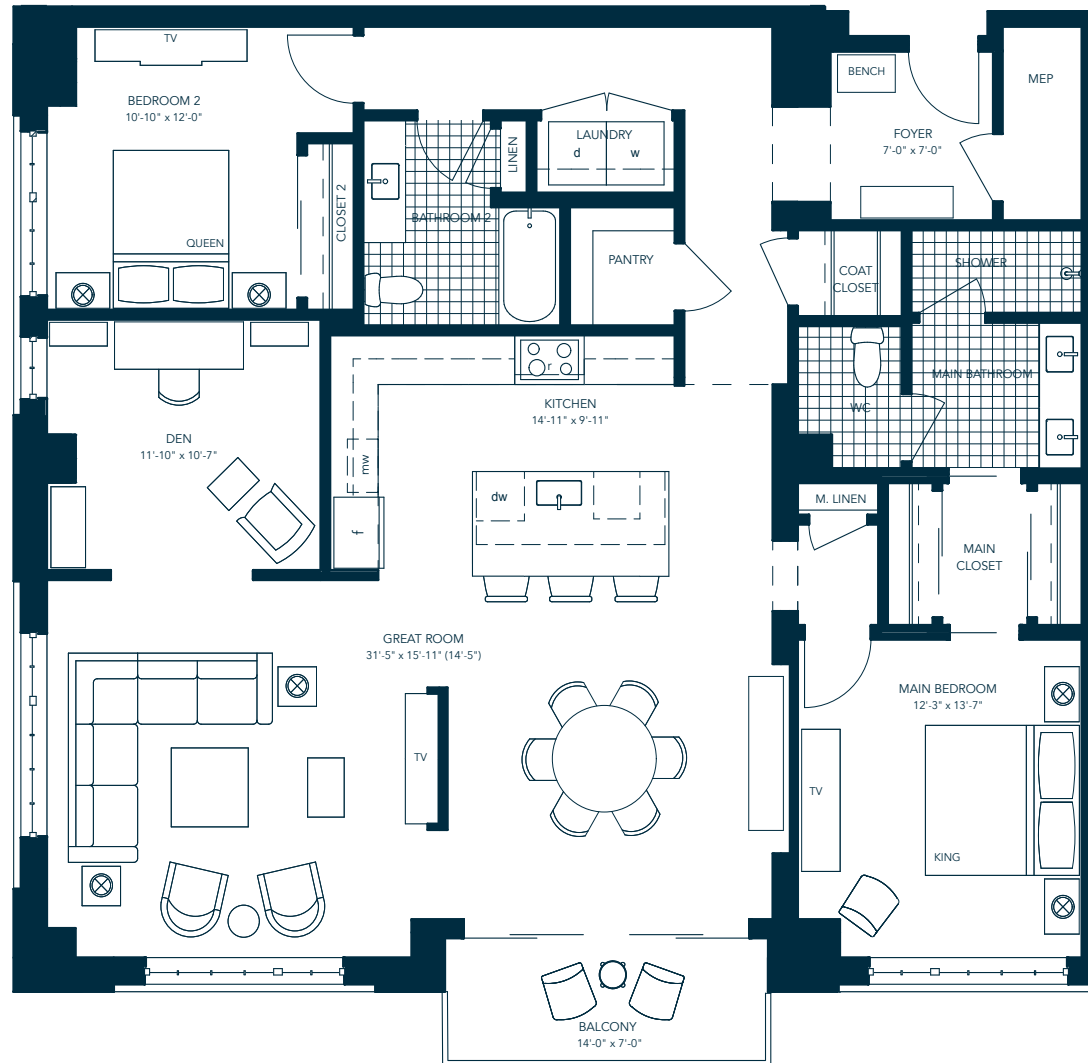 TV
BENCH
MEP
BEDROOM 2
10'-10" x 12'-0"
LAUNDRY
d
w
FOYER
7'-0" x 7'-0"
LINEN
CLOSET 2
BATHROOM 2
QUEEN
PANTRY
COAT
CLOSET
SHOWER
r
MAIN BATHROOM
KITCHEN
14'-11" x 9'-11"
WC
DEN
11'-10" x 10'-7"
mw
dw
f
M. LINEN
MAIN
CLOSET
GREAT ROOM
31'-5" x 15'-11" (14'-5")
MAIN BEDROOM
12'-3" x 13'-7"
TV
TV
KING
BALCONY
14'-0" x 7'-0"